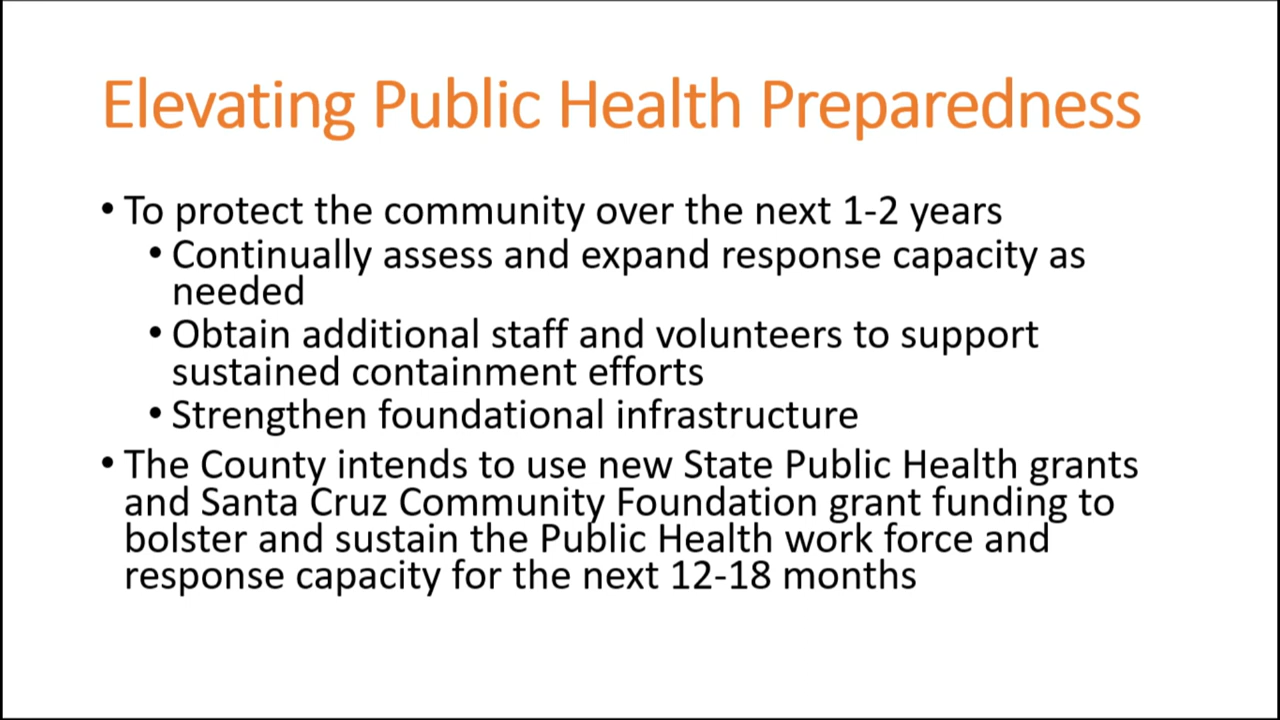 Elevating Public Health Preparedness
• To protect the community over the next 1-2 years
• Continually assess and expand response capacity as
needed
• Obtain additional staff and volunteers to support
sustained containment efforts
• Strengthen foundational infrastructure
• The County intends to use new State Public Health grants
and Santa Cruz Community Foundation grant funding to
bolster and sustain the Public Health work force and
response capacity for the next 12-18 months